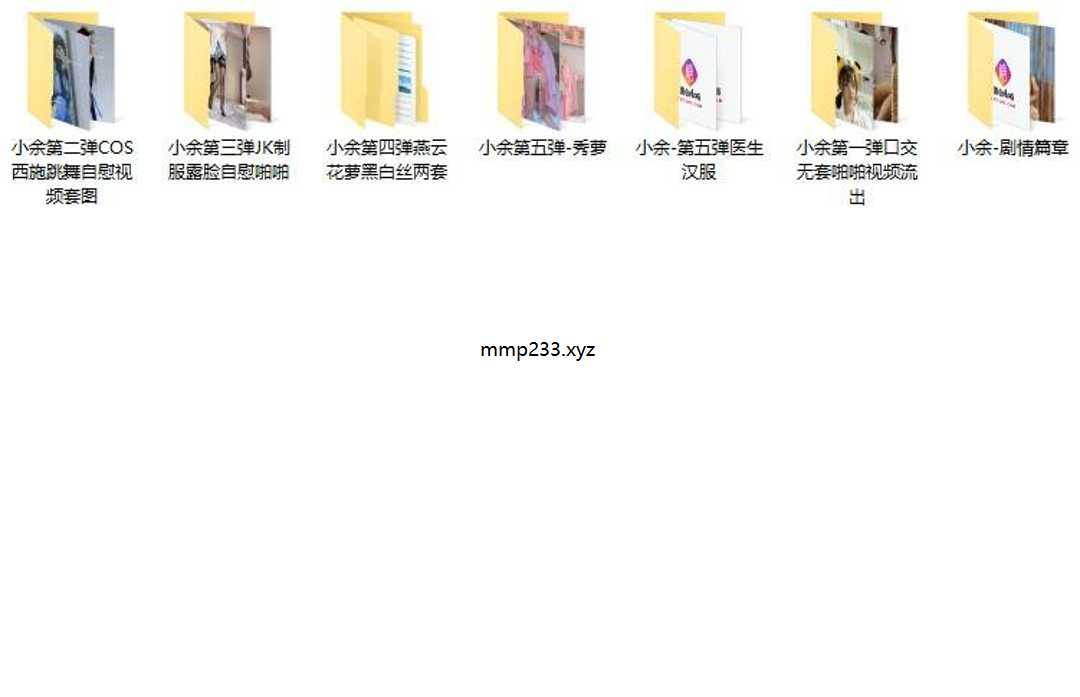 小余第二弹COS
西施跳舞自慰视
频套图
小余第三弹JK制
服露脸自慰啪啪
小余第四弹燕云
花萝黑白丝两套
小余第五弹-秀萝
小余-第五弹医生
汉服
小余第一弹口交
无套啪啪视频流
出
小余-剧情篇章
mmp233.xyz